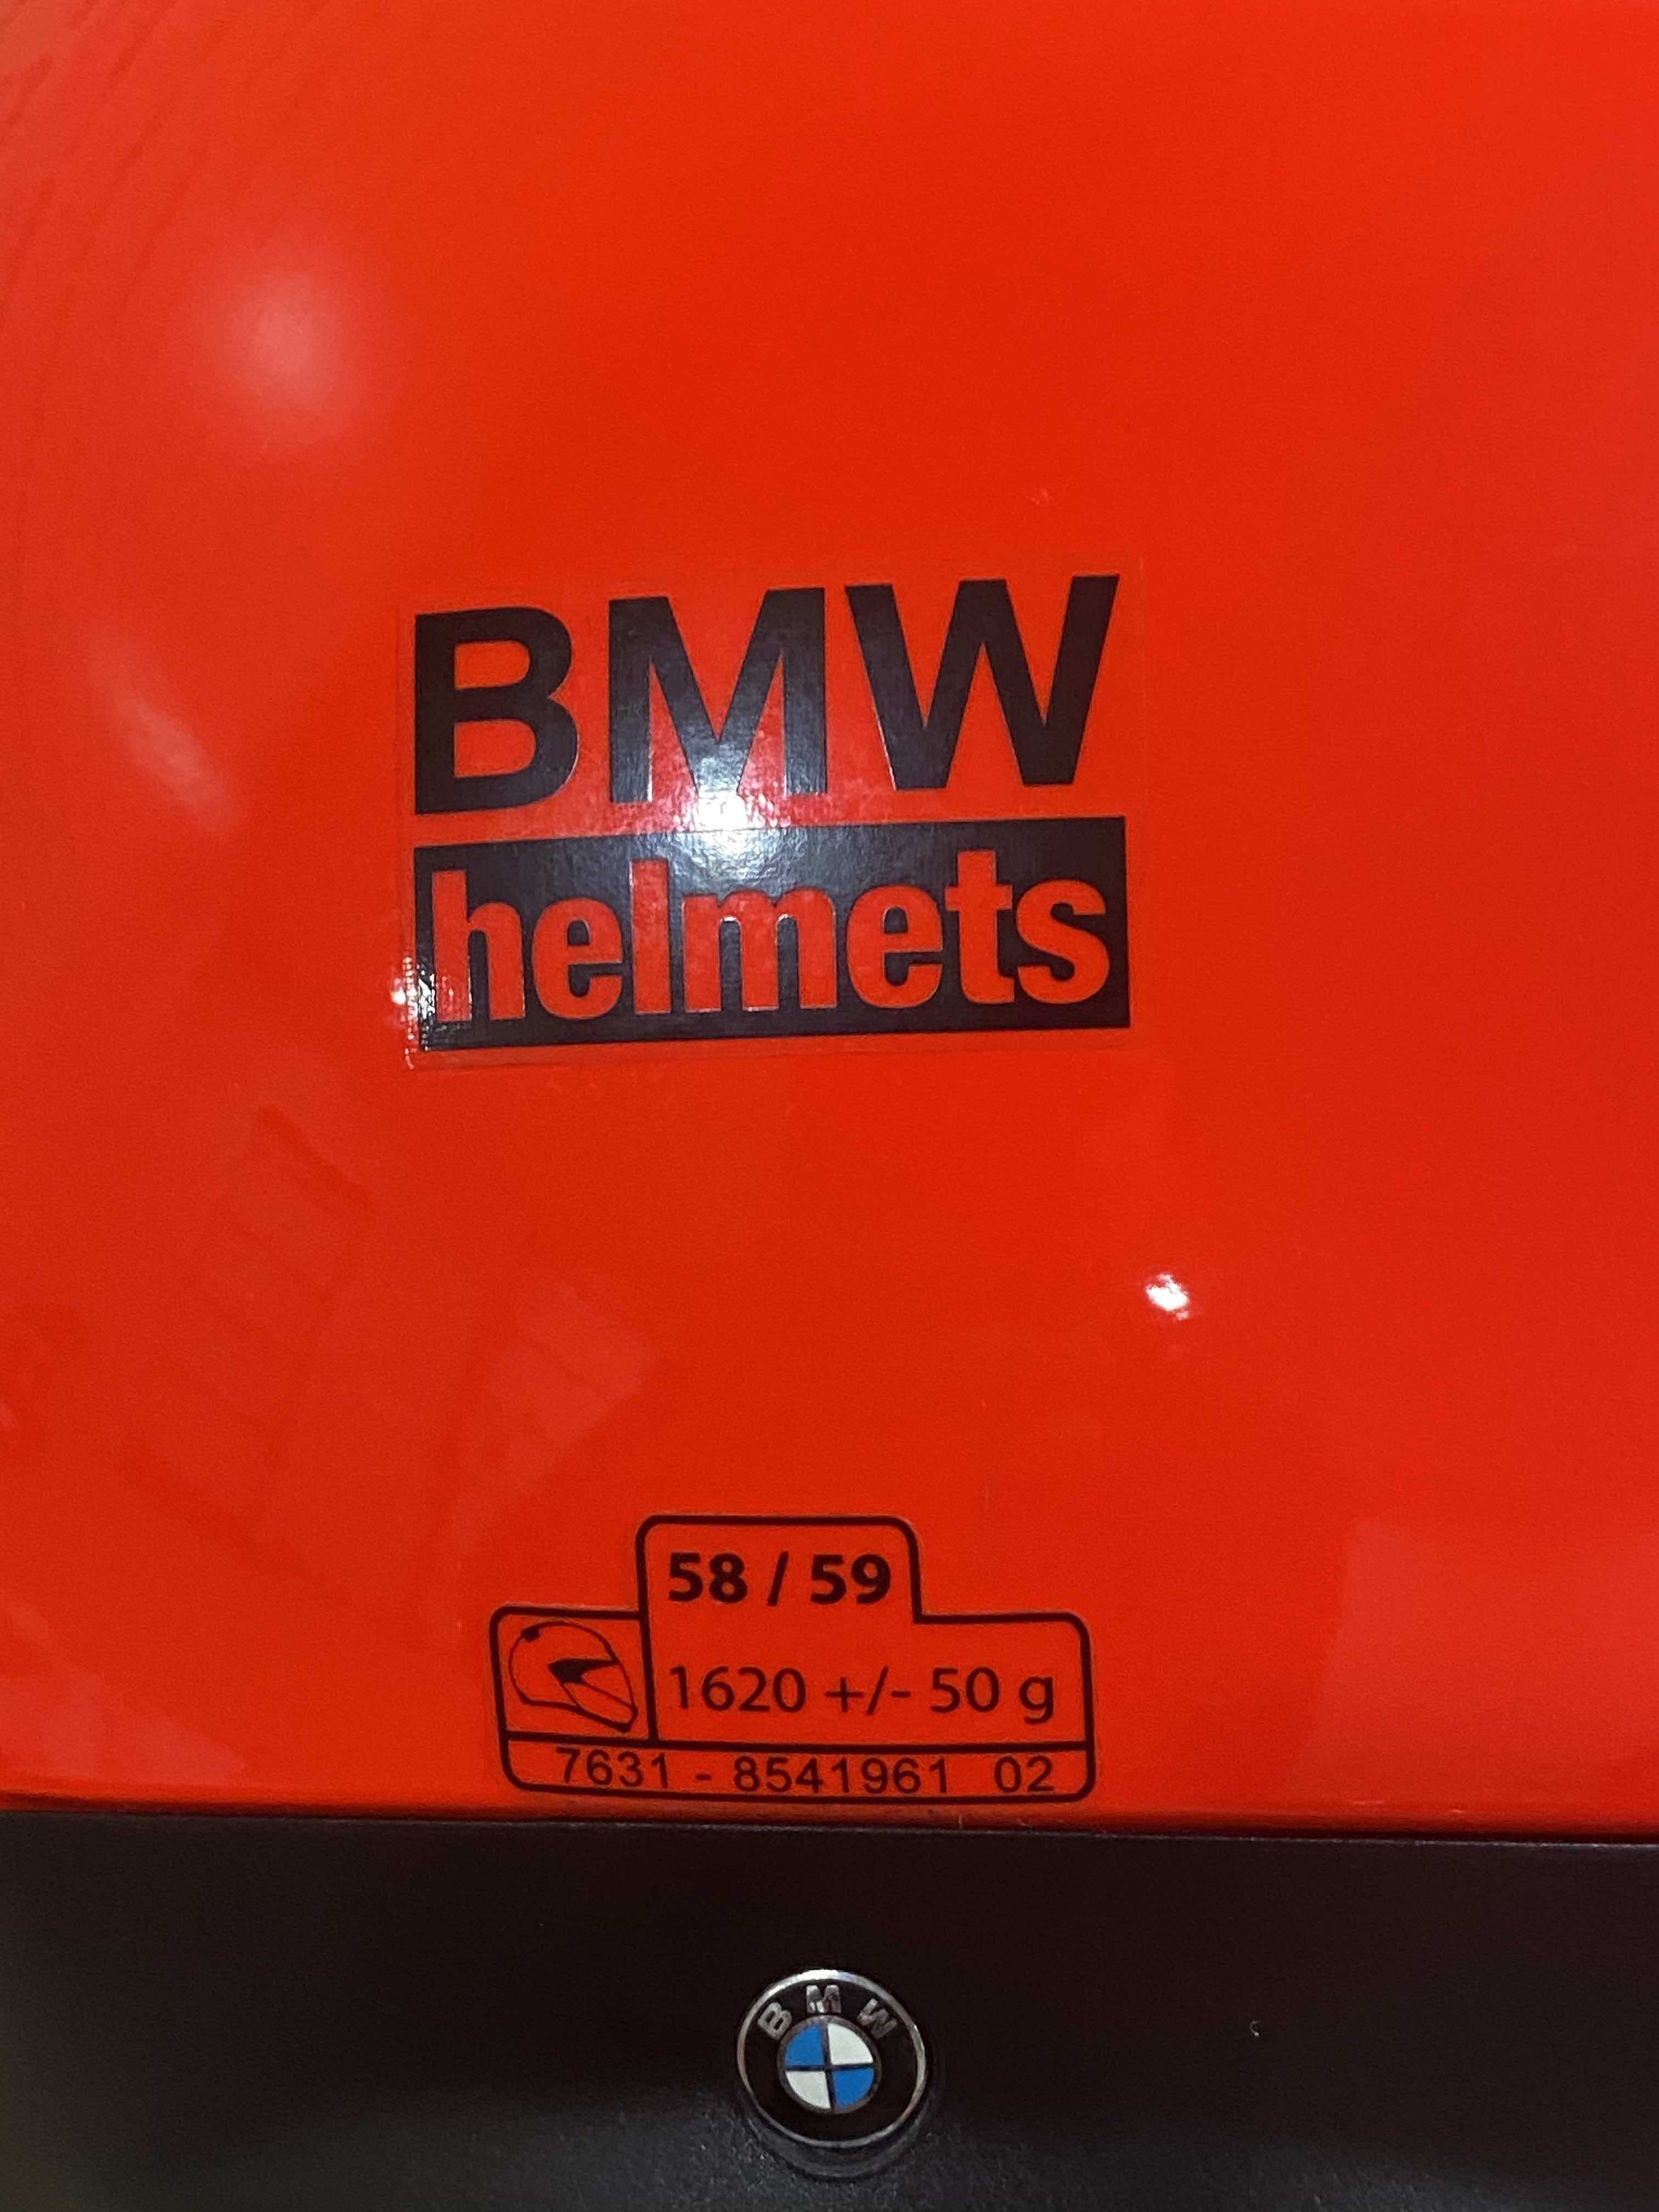 BMW
helmets
58 / 59
1620 +/- 50 g
7631 - 8541961 02
BMW